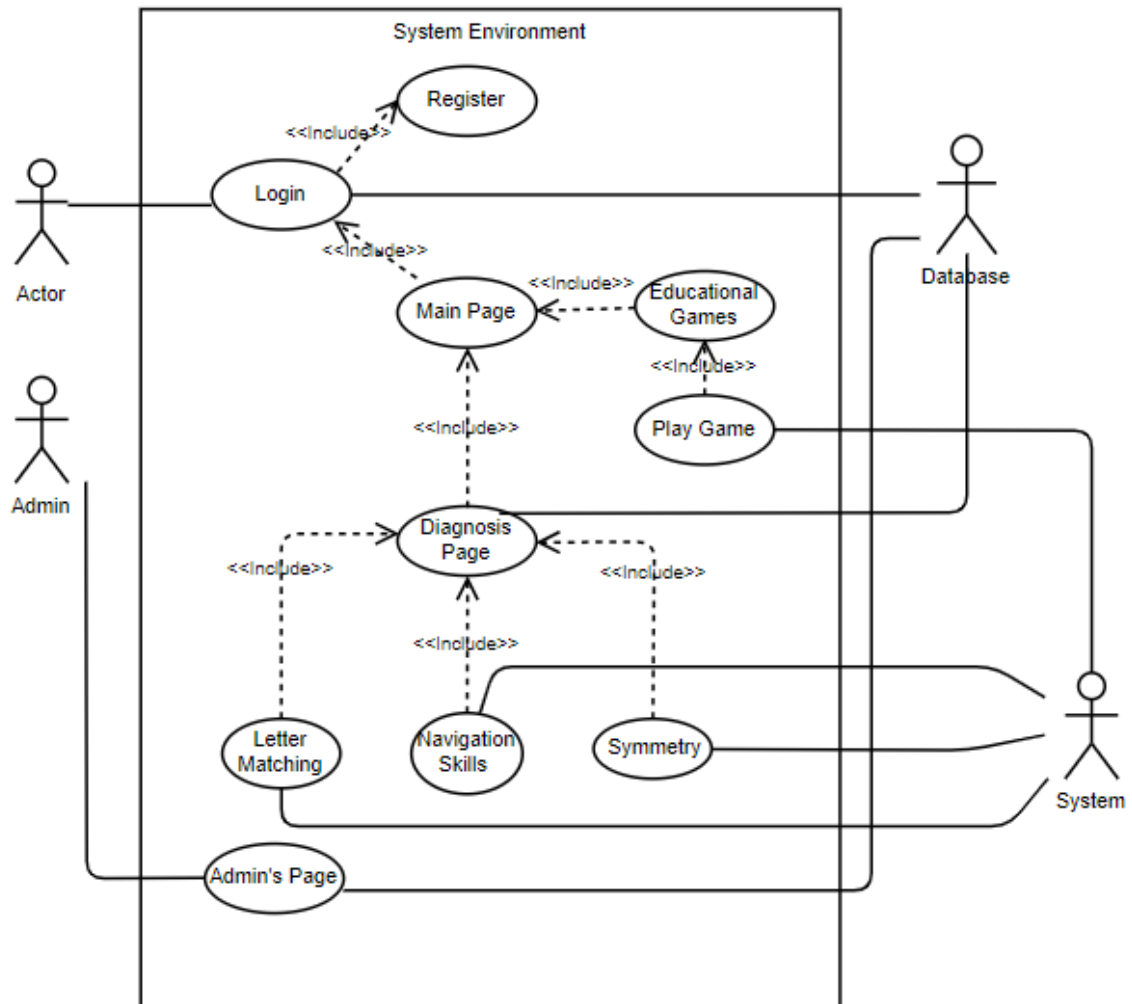 System Environment
Register
<<Include>>
Login
Actor
<<Include>>
Database
Main Page
<<Include>>
Educational
Games
<<Include>>
Play Game
Admin
<<Include>>
Diagnosis
Page
<<Include>>
<<Include>>
<<Include>>
Letter
Matching
Navigation
Skills
Symmetry
System
Admin's Page